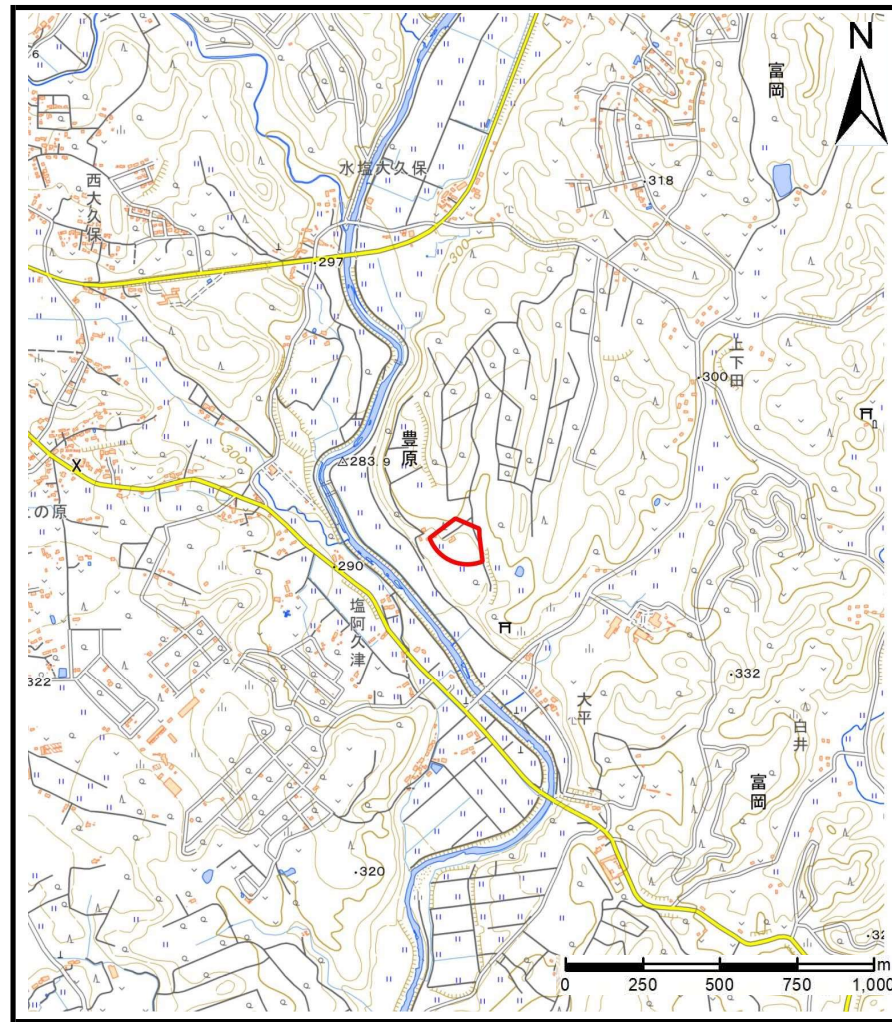 N
富岡
水塩大久保
西大久保
・318
・297
300
上下田
・300
豊原
△283.9
300
の原
・290
塩阿久津
322
・332
大平
白井
富岡
・320
m
0 250 500 750 1,000